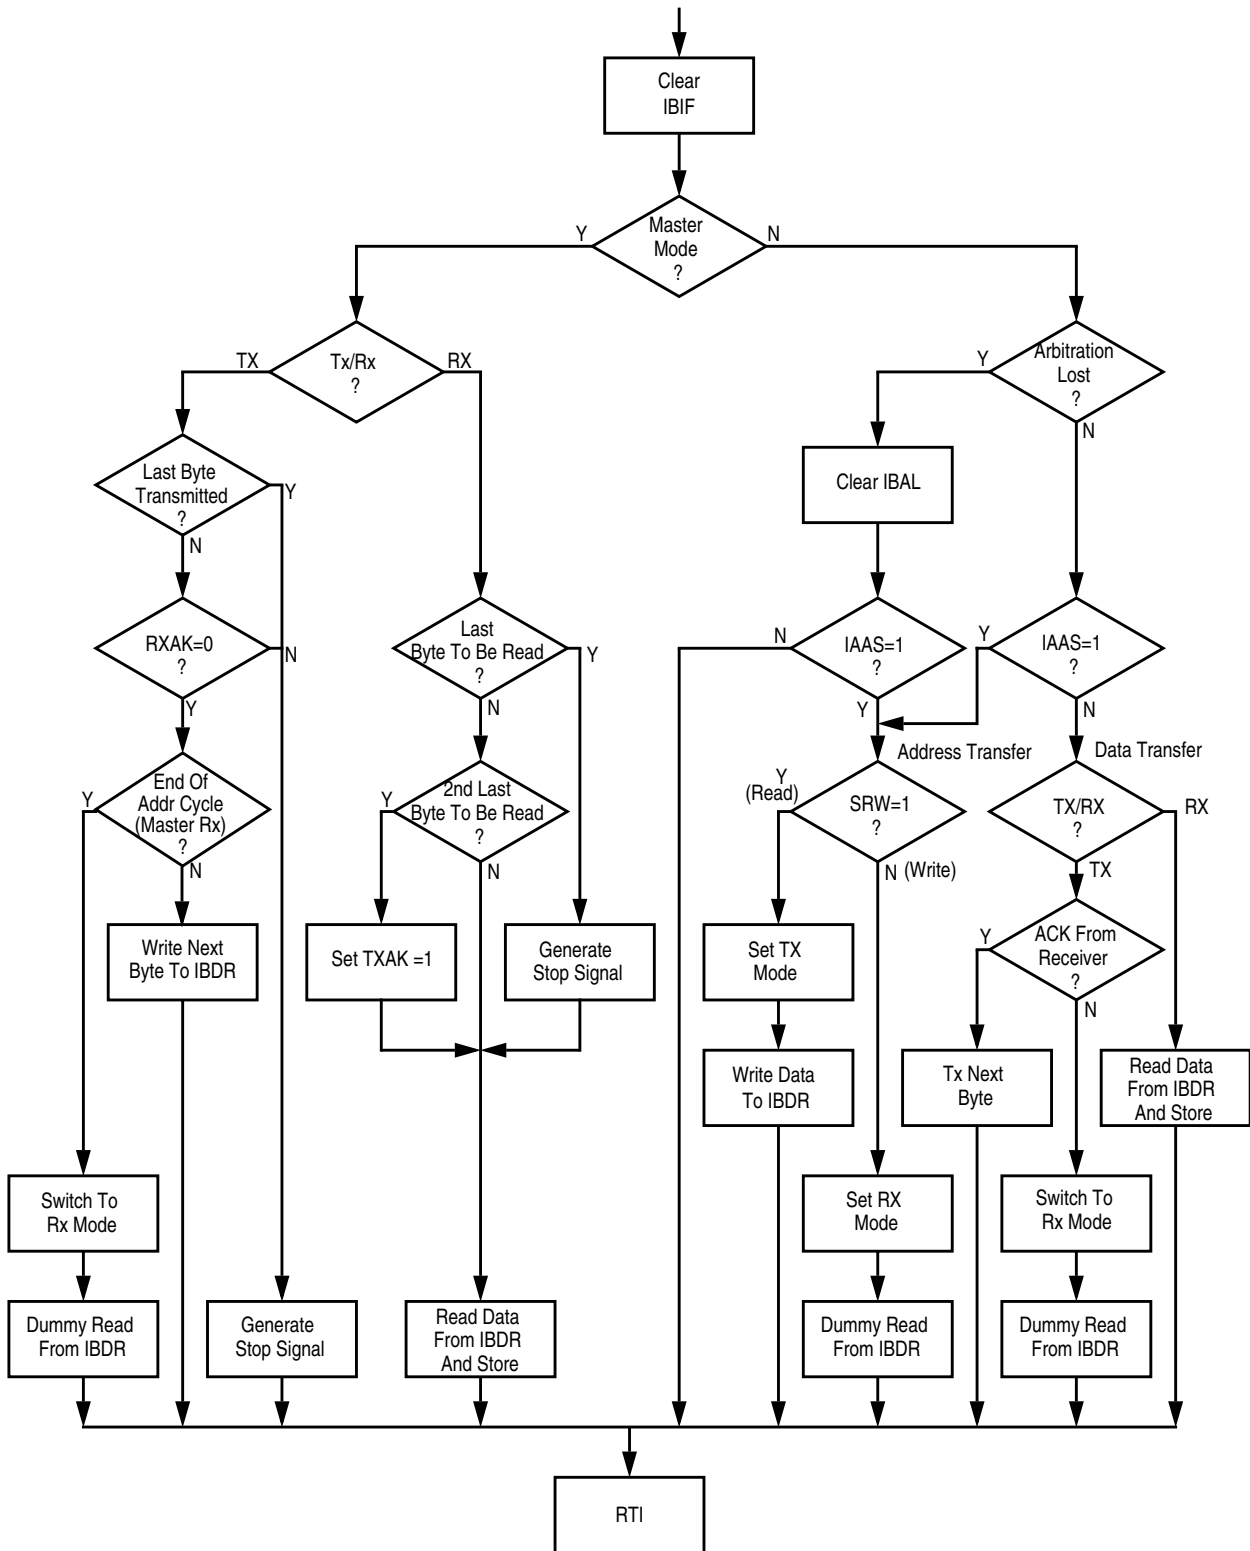 Clear
IBIF
Master
Mode
?
Y
N
Tx/Rx
?
TX
RX
Arbitration
Lost
?
Y
N
Last Byte
Transmitted
?
Y
N
Clear IBAL
RXAK=0
?
N
Y
Last
Byte To Be Read
?
Y
N
IAAS=1
?
N
Y
IAAS=1
?
Y
N
Address Transfer
Data Transfer
End Of
Addr Cycle
(Master Rx)
?
Y
N
2nd Last
Byte To Be Read
?
Y
N
Y
(Read)
SRW=1
?
N (Write)
TX/RX
?
RX
TX
Write Next
Byte To IBDR
Set TXAK =1
Generate
Stop Signal
Set TX
Mode
ACK From
Receiver
?
Y
N
Write Data
To IBDR
Tx Next
Byte
Read Data
From IBDR
And Store
Switch To
Rx Mode
Set RX
Mode
Switch To
Rx Mode
Dummy Read
From IBDR
Generate
Stop Signal
Read Data
From IBDR
And Store
Dummy Read
From IBDR
Dummy Read
From IBDR
RTI